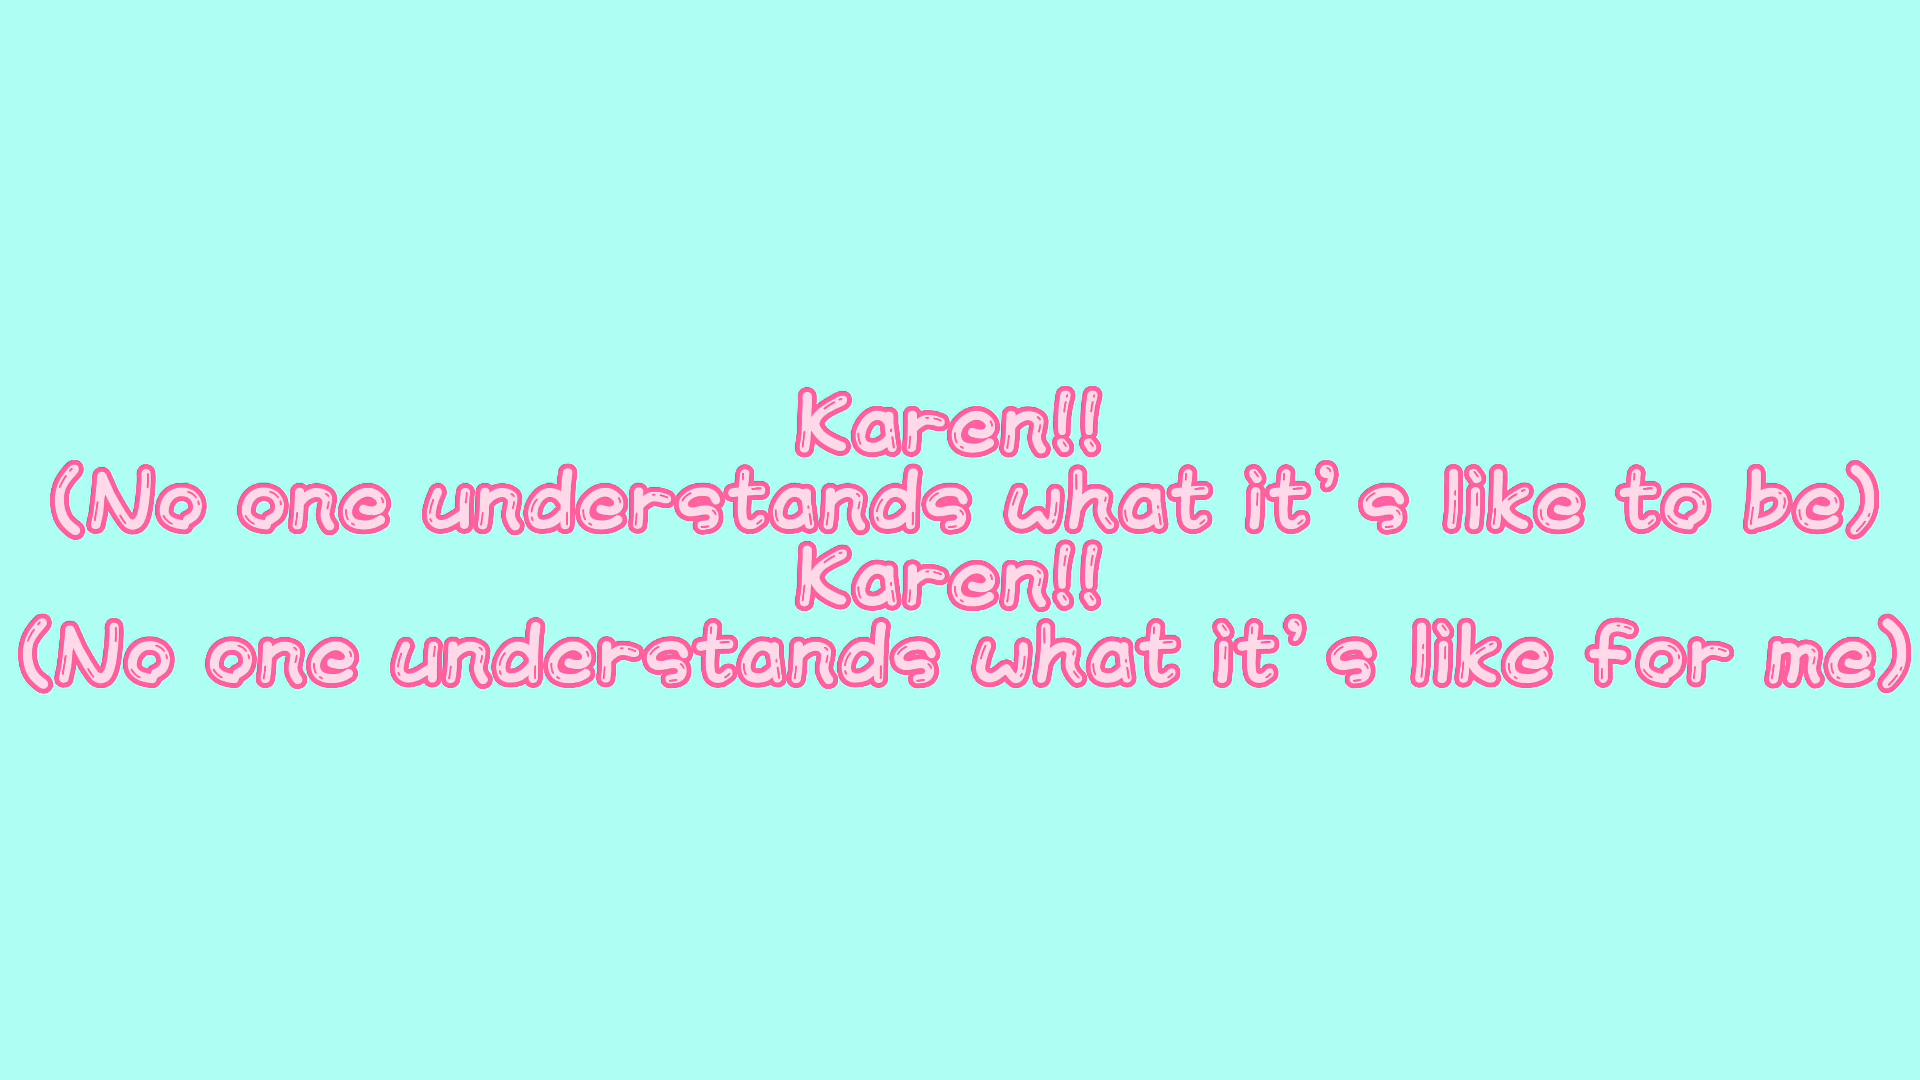 Karen!!
(No one understands what it's like to be)
Karen!!
(No one understands what it's like for me)